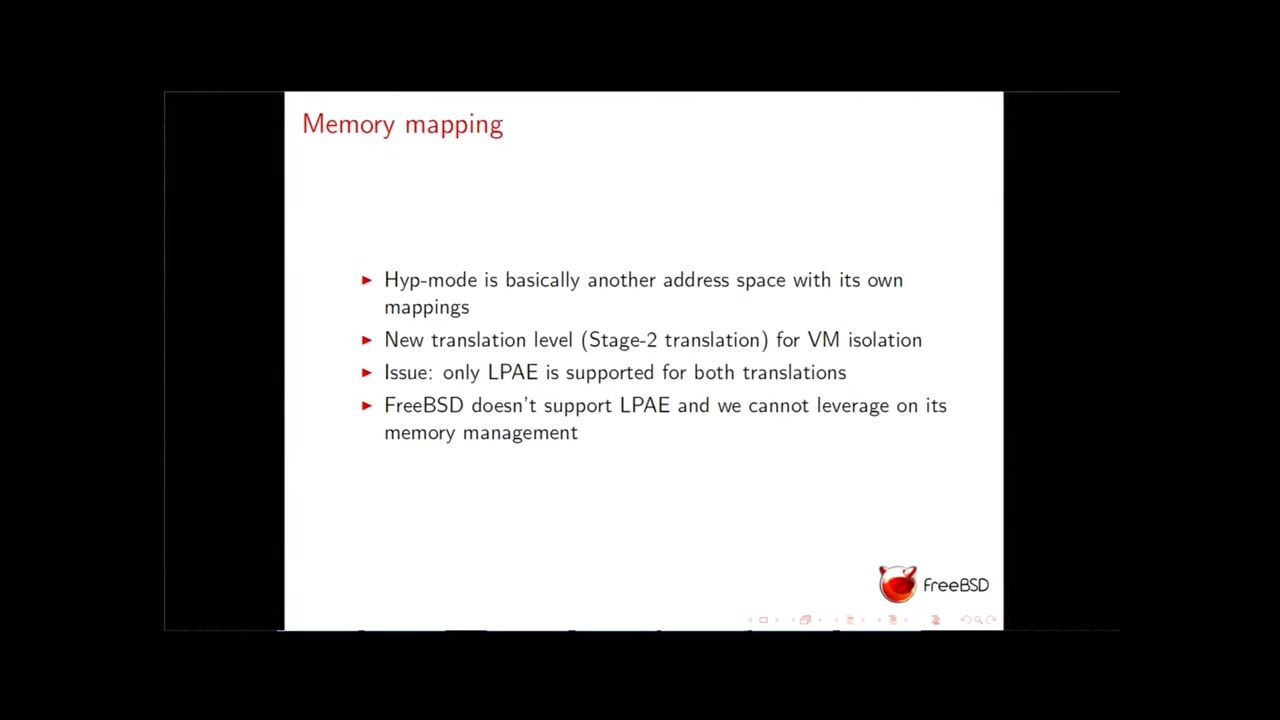 Memory mapping
Hyp-mode is basically another address space with its own
mappings
New translation level (Stage-2 translation) for VM isolation
Issue: only LPAE is supported for both translations
FreeBSD doesn't support LPAE and we cannot leverage on its
memory management
FreeBSD